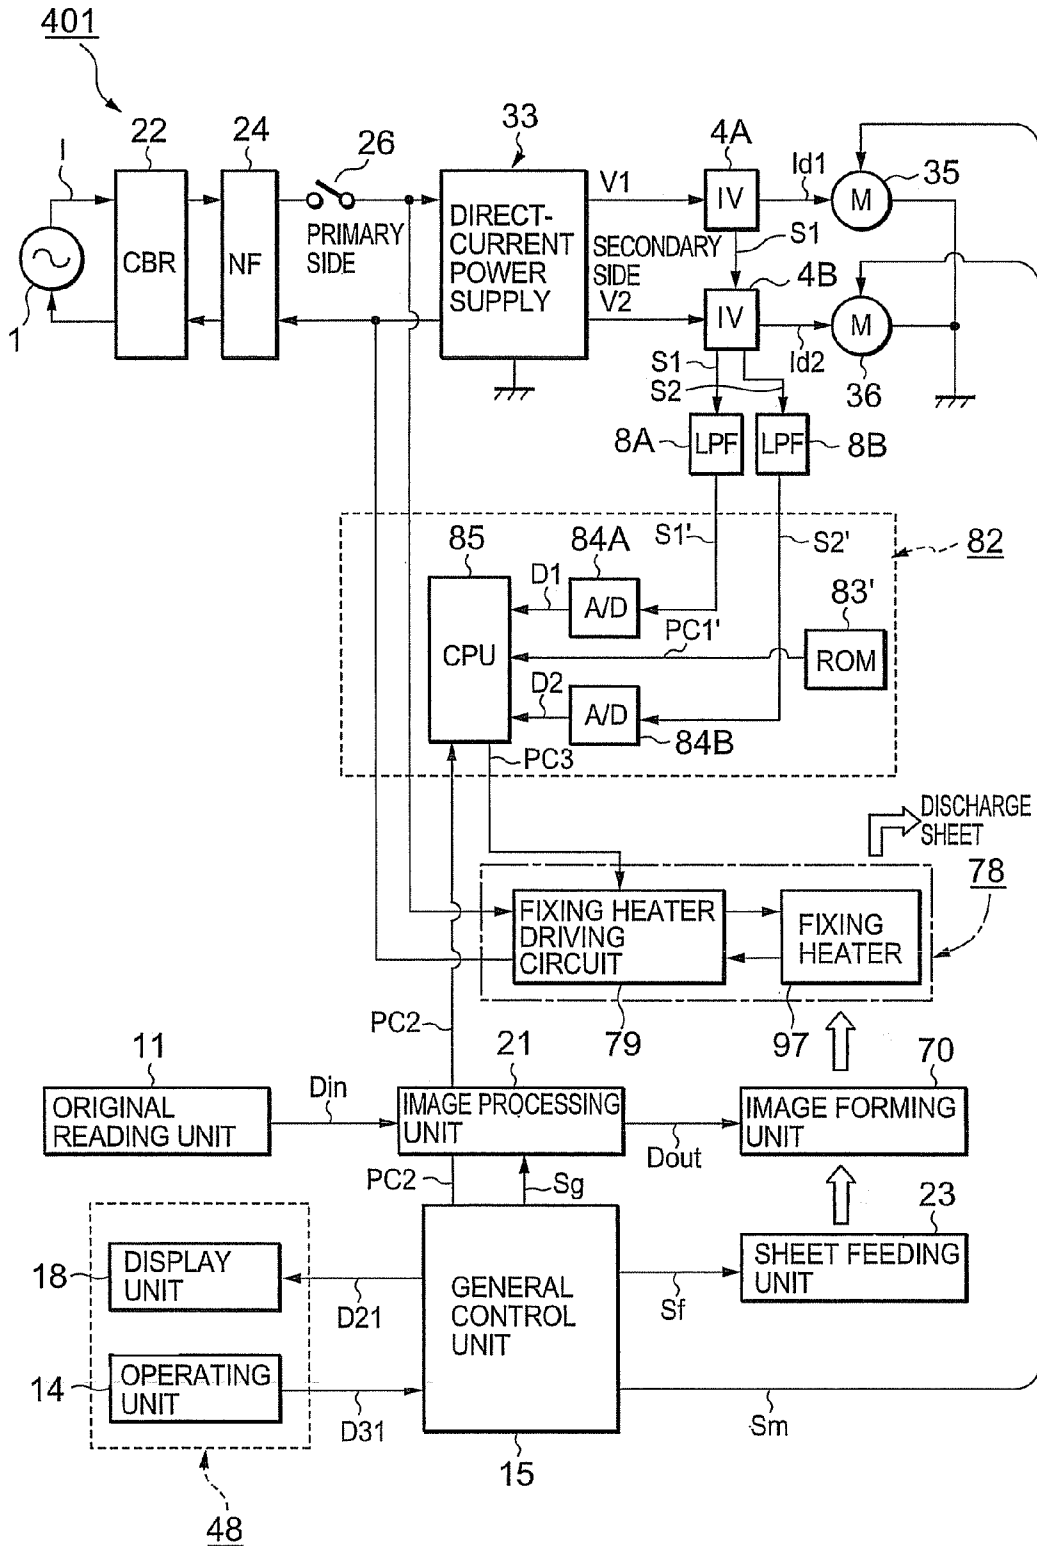 401
22
24
26
33
4A
35
I
V1
Id1
M
CBR
NF
PRIMARY
SIDE
DIRECT-
CURRENT
POWER
SUPPLY
IV
S1
SECONDARY
SIDE
4B
V2
IV
Id2
M
1
36
S1
S2
8A
LPF
LPF
8B
82
S1'
S2'
85
84A
D1
A/D
83'
PC1'
CPU
ROM
D2
A/D
84B
PC3
DISCHARGE
SHEET
78
FIXING HEATER
DRIVING
CIRCUIT
FIXING
HEATER
79
97
PC2
11
21
70
ORIGINAL
READING UNIT
Din
IMAGE PROCESSING
UNIT
Dout
IMAGE FORMING
UNIT
PC2
Sg
23
18
DISPLAY
UNIT
D21
GENERAL
CONTROL
UNIT
Sf
SHEET FEEDING
UNIT
14
OPERATING
UNIT
D31
Sm
15
48